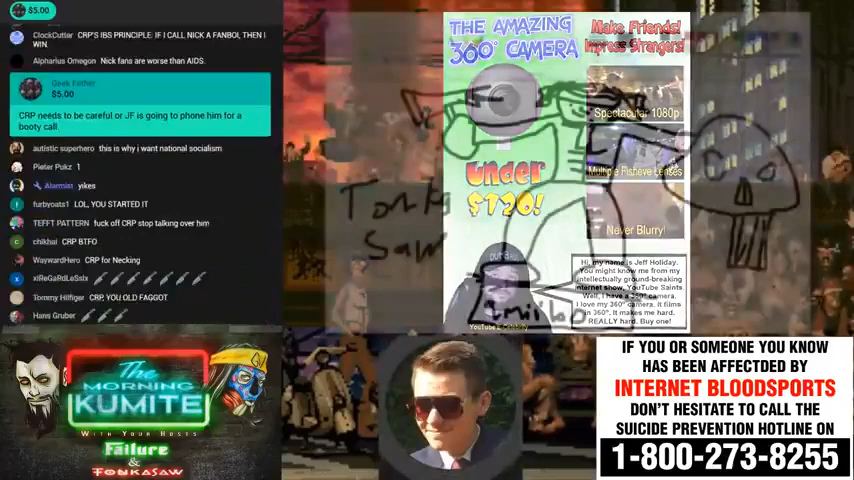 $5.00
ClockCutter CRP'S IBS PRINCIPLE: IF I CALL NICK A FANBOI, THEN I
WIN.
Alpharius Omegon Nick fans are worse than AIDS.
Geek Father
$5.00
CRP needs to be careful or JF is going to phone him for a
booty call.
autistic superhero this is why i want national socialism
Pieter Pukz 1
Alarmist yikes
furbyoats1 LOL, YOU STARTED IT
TEFFT PATTERN fuck off CRP stop talking over him
chikhai CRP BTFO
WaywardHero CRP for Necking
xIReGaRdLeSsIx
Tommy Hilfiger CRP, YOU OLD FAGGOT
Hans Gruber
THE AMAZING
360° CAMERA
Under
$120!
Make Friends!
Impress Strangers!
Spectacular 1080p
Multiple Fisheye Lenses
Never Blurry!
Hi, my name is Jeff Holiday.
You might know me from my
intellectually ground-breaking
internet show, YouTube Saints.
Well, I have a 360° camera.
I love my 360° camera. It films
in 360°. It makes me hard.
REALLY hard. Buy one!
Tonka
Saw
The
MORNING
KUMITE
WITH YOUR HOSTS
Failure
&
TONKASAW
IF YOU OR SOMEONE YOU KNOW
HAS BEEN AFFECTDED BY
INTERNET BLOODSPORTS
DON'T HESITATE TO CALL THE
SUICIDE PREVENTION HOTLINE ON
1-800-273-8255